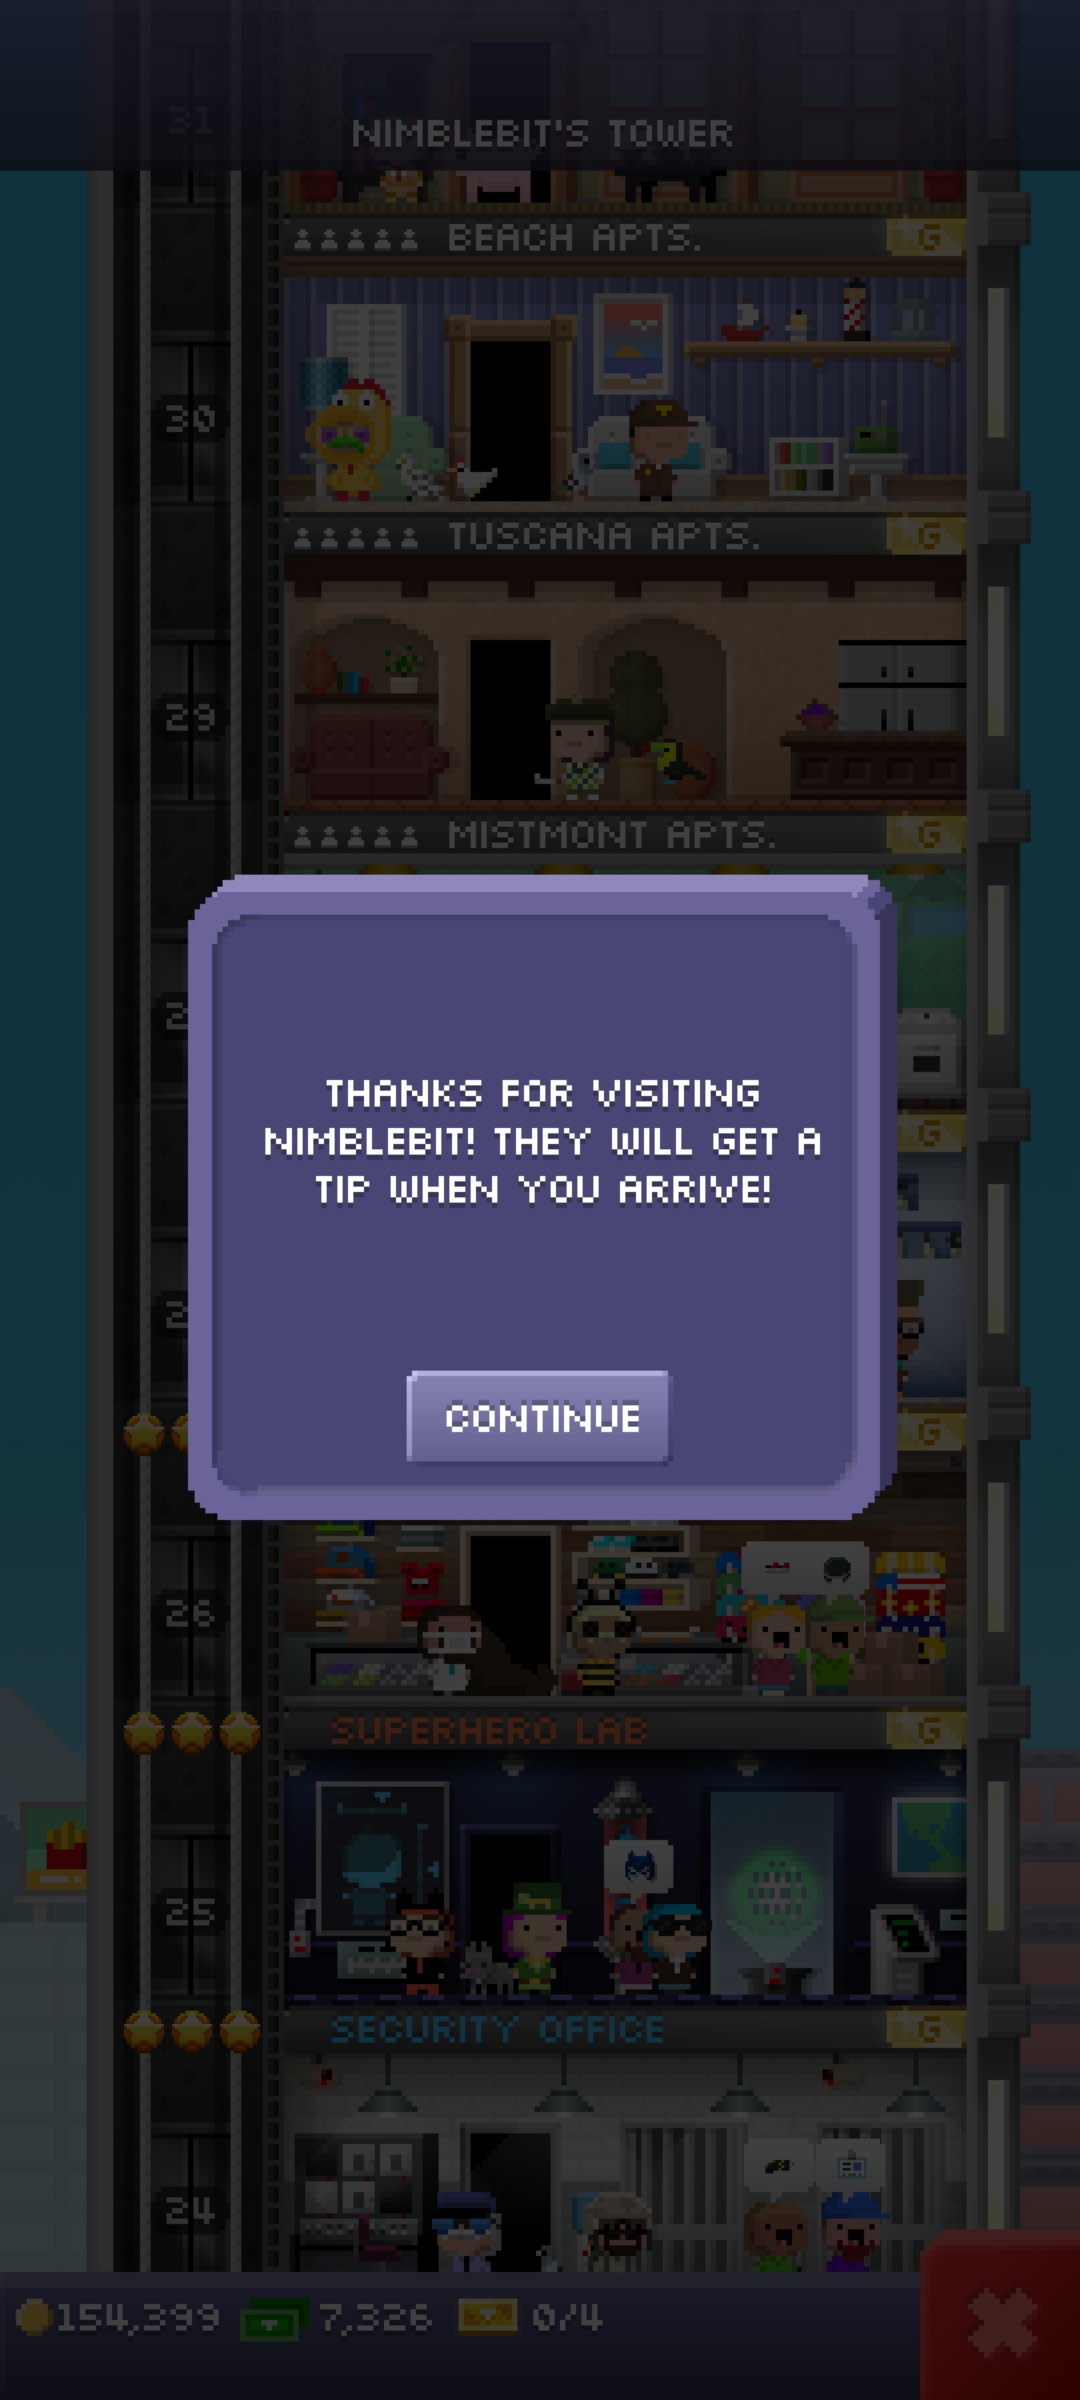 31
NIMBLEBIT'S TOWER
BEACH APTS.
G
30
TUSCANA APTS.
G
29
MISTMONT APTS.
G
THANKS FOR VISITING
NIMBLEBIT! THEY WILL GET A
TIP WHEN YOU ARRIVE!
G
CONTINUE
G
26
SUPERHERO LAB
G
25
SECURITY OFFICE
G
24
154,399
7,326
0/4